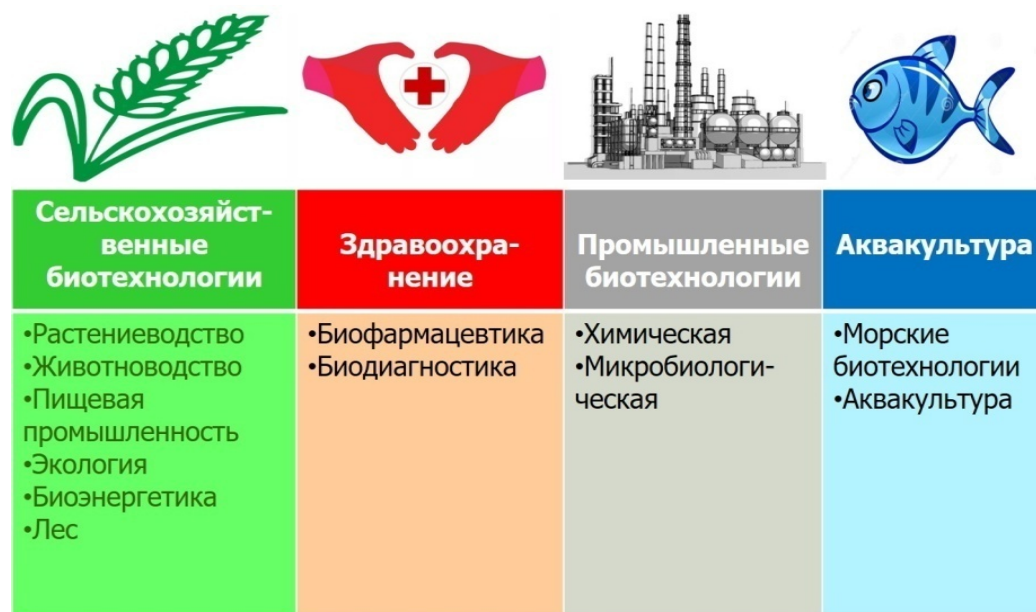 Сельскохозяйст-
венные
биотехнологии
Здравоохра-
нение
Промышленные
биотехнологии
Аквакультура
•Растениеводство
•Животноводство
•Пищевая
промышленность
•Экология
•Биоэнергетика
•Лес
•Биофармацевтика
•Биодиагностика
•Химическая
•Микробиологи-
ческая
•Морские
биотехнологии
•Аквакультура